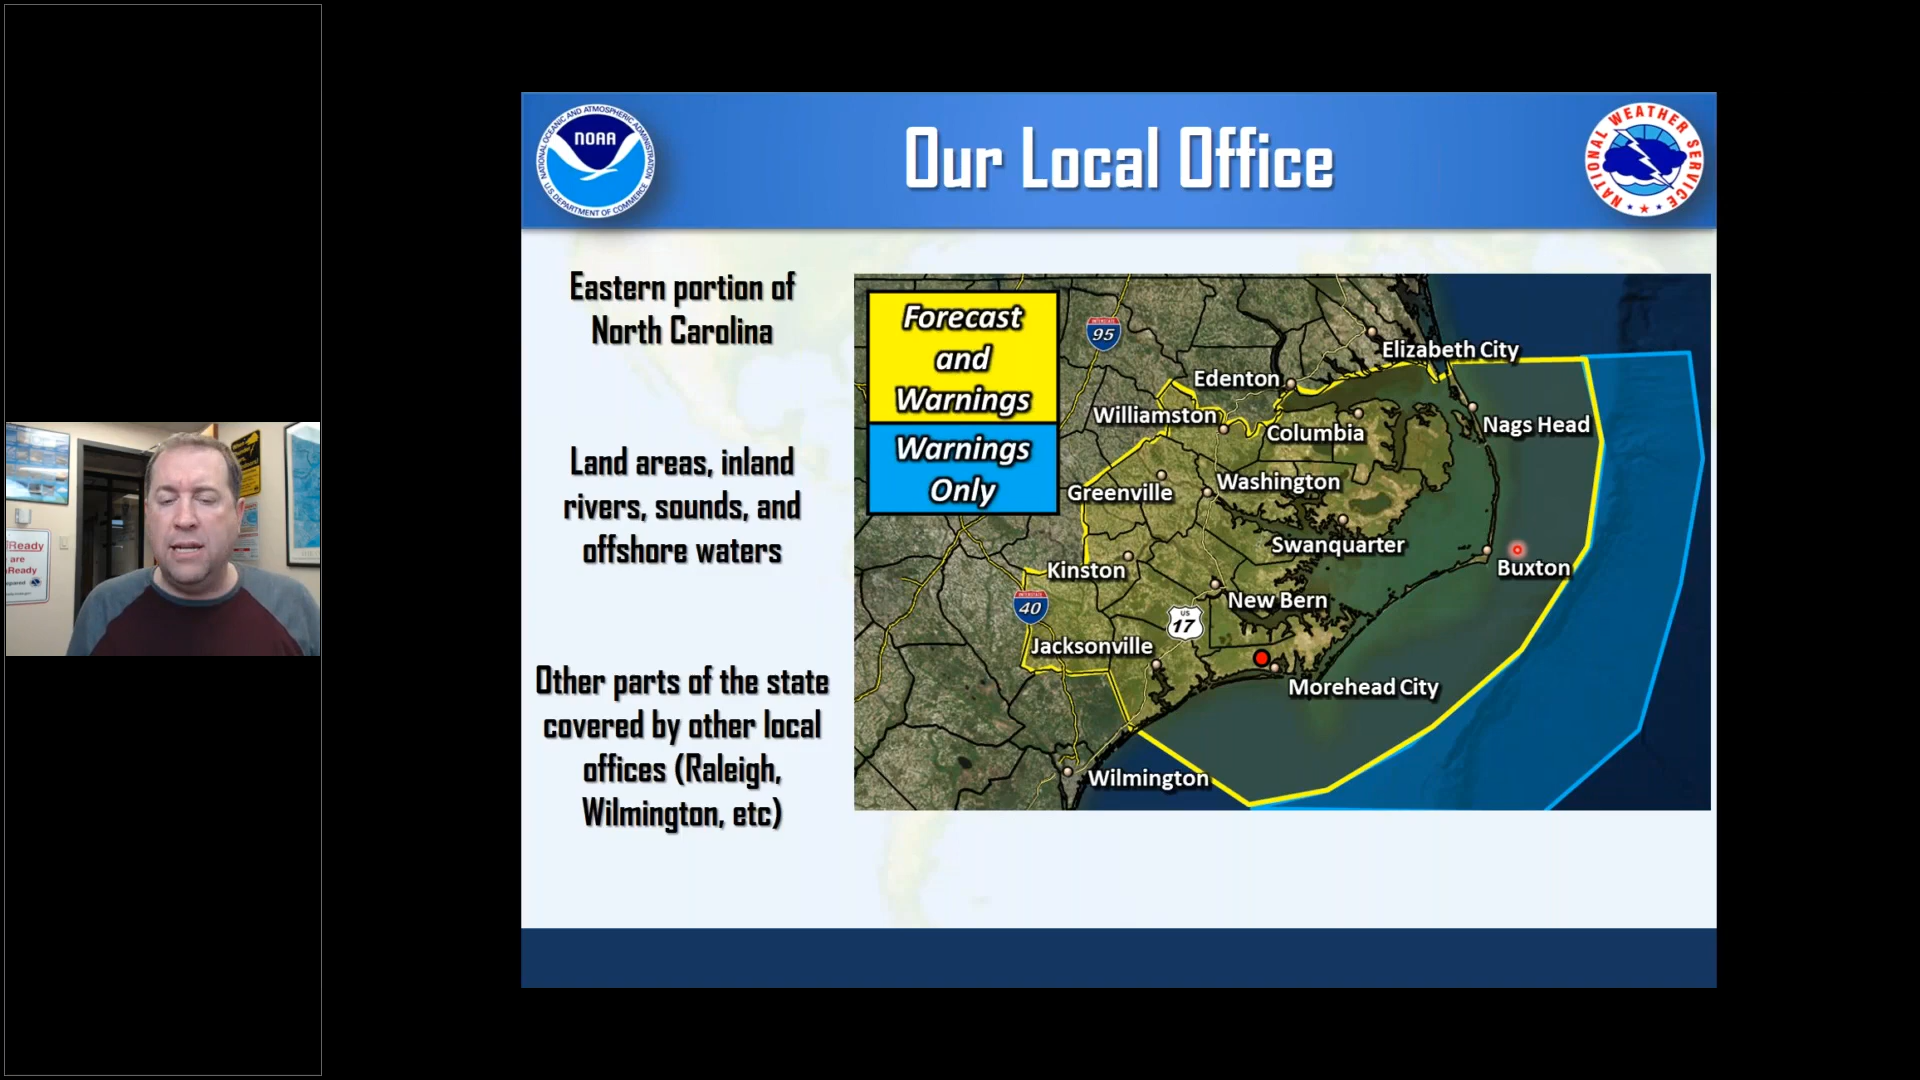 NATIONAL OCEANIC AND ATMOSPHERIC ADMINISTRATION
NOAA
U.S. DEPARTMENT OF COMMERCE
Our Local Office
NATIONAL WEATHER SERVICE
Eastern portion of
North Carolina
Land areas, inland
rivers, sounds, and
offshore waters
Other parts of the state
covered by other local
offices (Raleigh,
Wilmington, etc)
Forecast
and
Warnings
Warnings
Only
INTERSTATE
95
Elizabeth City
Edenton
Williamston
Nags Head
Columbia
Washington
Greenville
Swanquarter
Buxton
Kinston
INTERSTATE
40
New Bern
US
17
Jacksonville
Morehead City
Wilmington
Ready
are
Ready